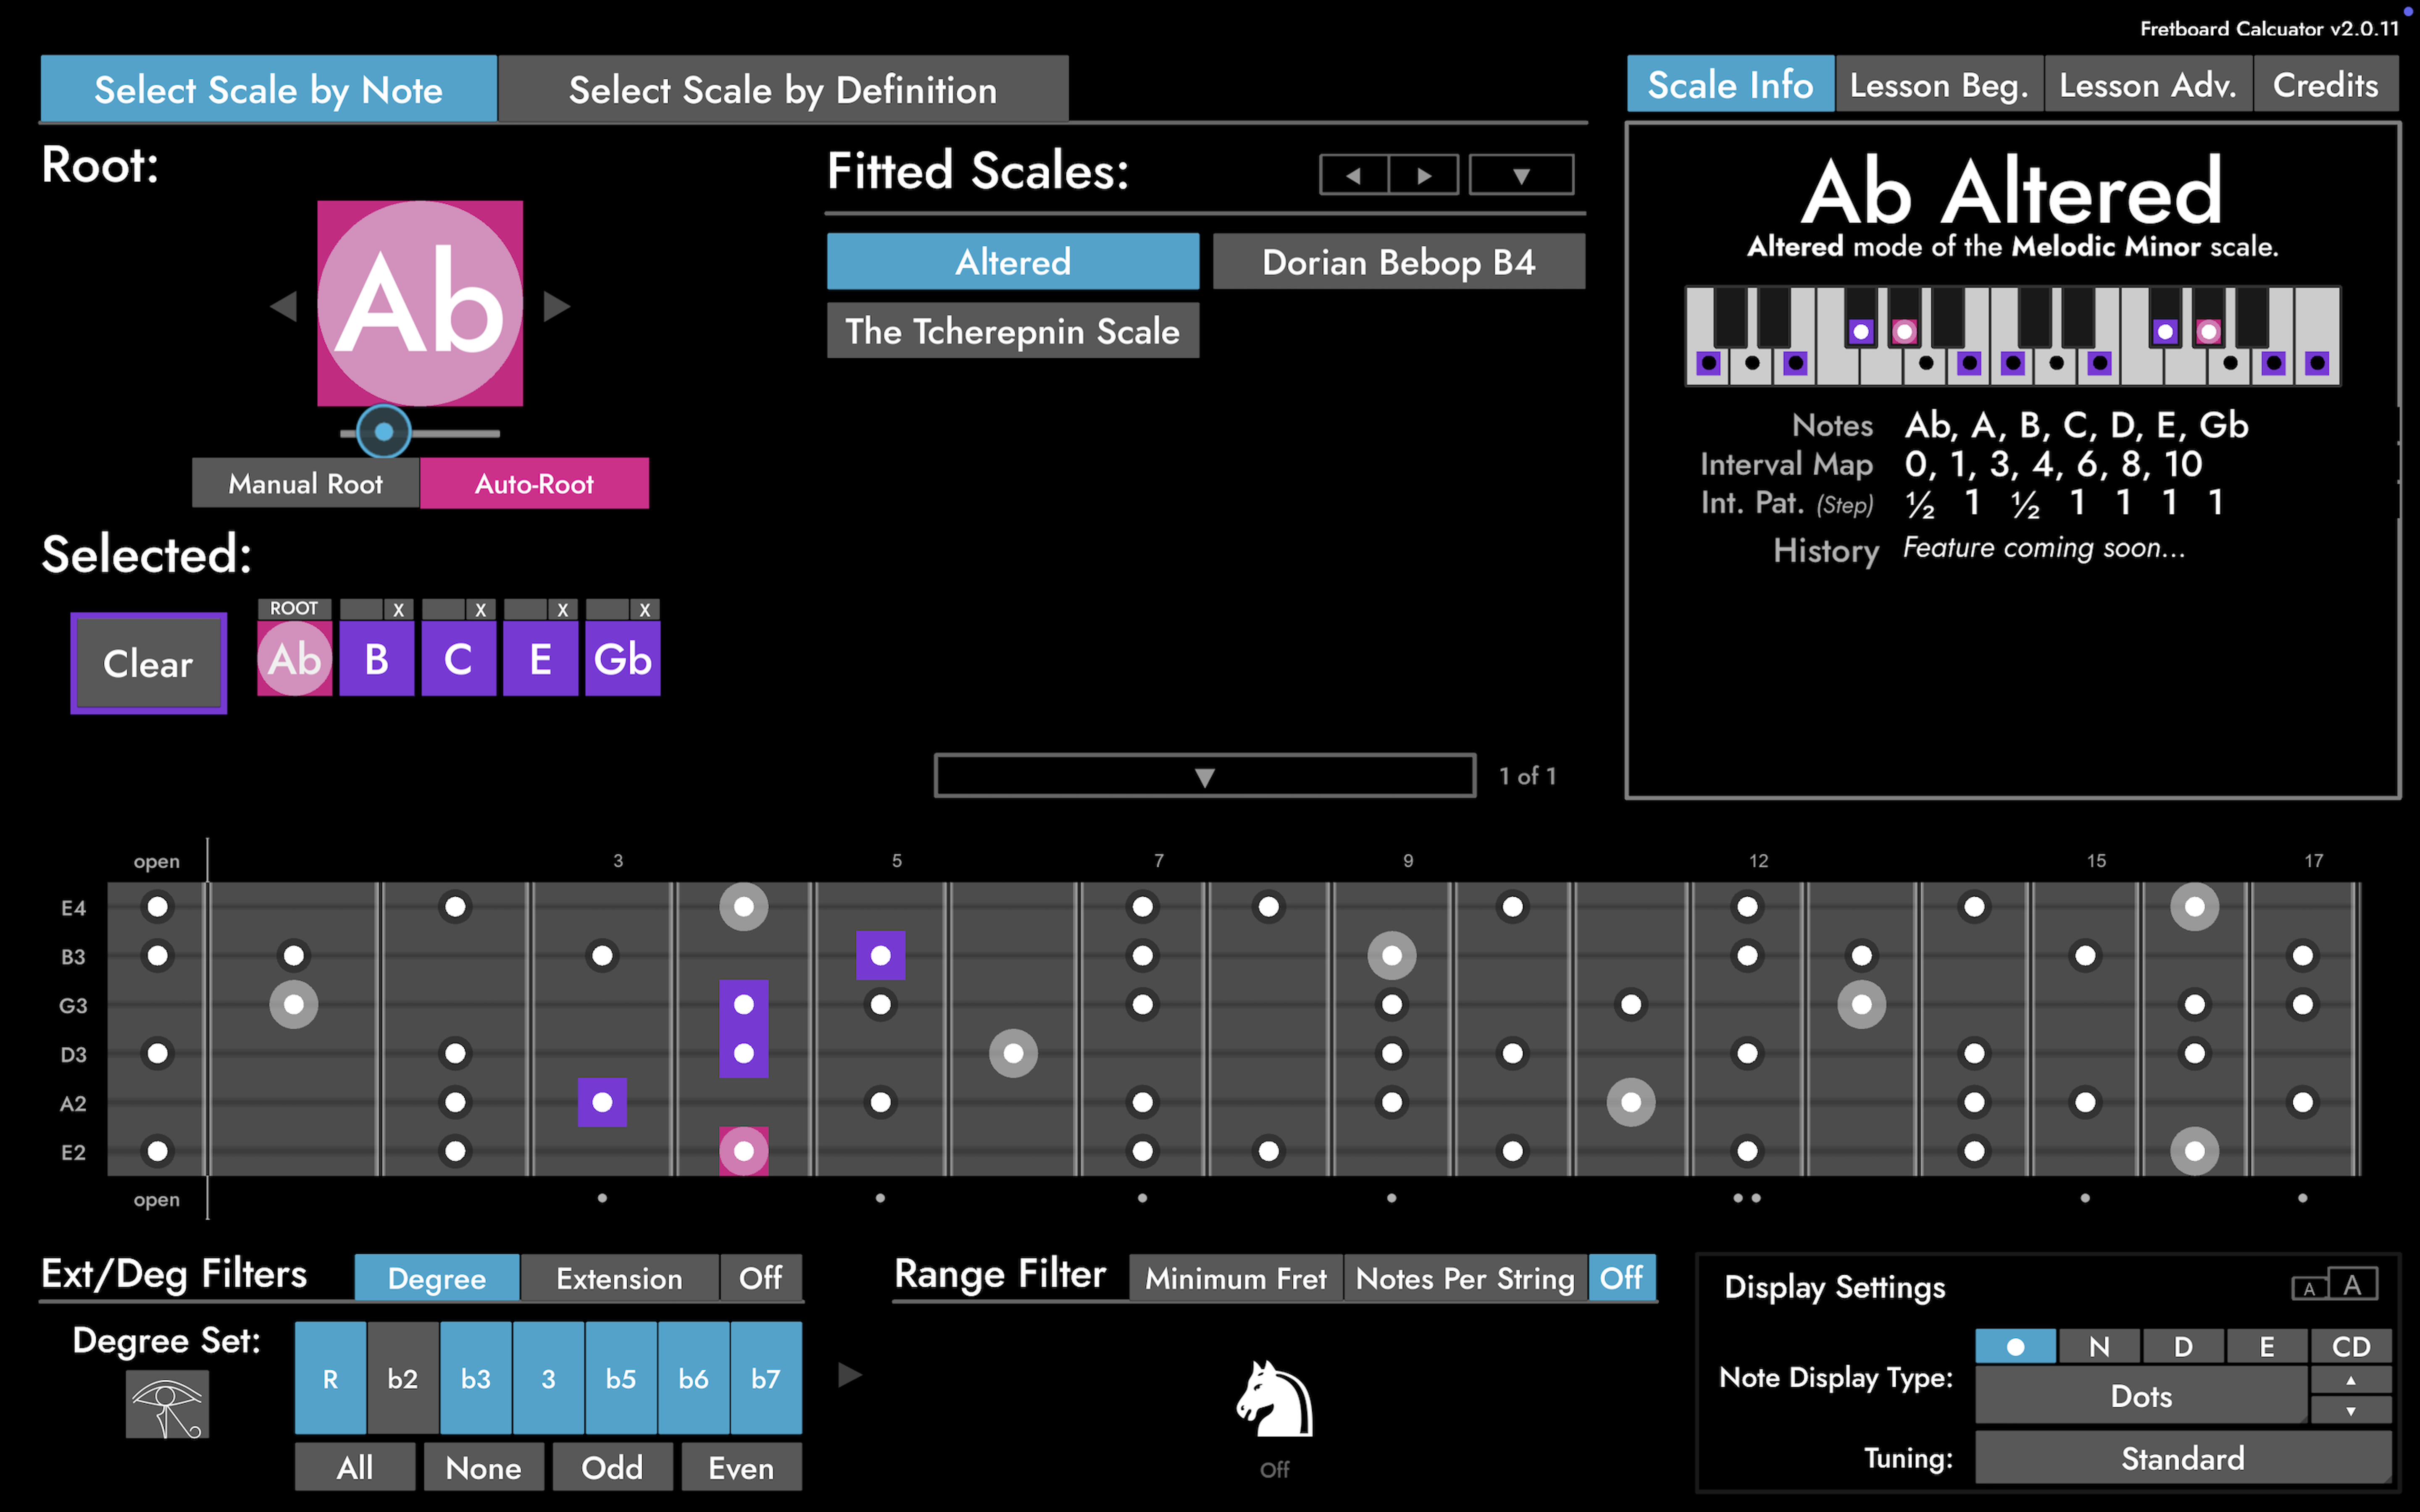 Fretboard Calcuator v2.0.11
Select Scale by Note
Select Scale by Definition
Scale Info
Lesson Beg.
Lesson Adv.
Credits
Root:
Ab
Manual Root
Auto-Root
Fitted Scales:
Altered
Dorian Bebop B4
The Tcherepnin Scale
1 of 1
Ab Altered
Altered mode of the Melodic Minor scale.
Notes Ab, A, B, C, D, E, Gb
Interval Map 0, 1, 3, 4, 6, 8, 10
Int. Pat. (Step) ½ 1 ½ 1 1 1 1
History Feature coming soon...
Selected:
Clear
ROOT X X X X
Ab B C E Gb
open 3 5 7 9 12 15 17
E4
B3
G3
D3
A2
E2
open
Ext/Deg Filters
Degree
Extension
Off
Degree Set:
R b2 b3 3 b5 b6 b7
All
None
Odd
Even
Range Filter
Minimum Fret
Notes Per String
Off
Off
Display Settings
A A
Note Display Type:
N D E CD
Dots
Tuning:
Standard